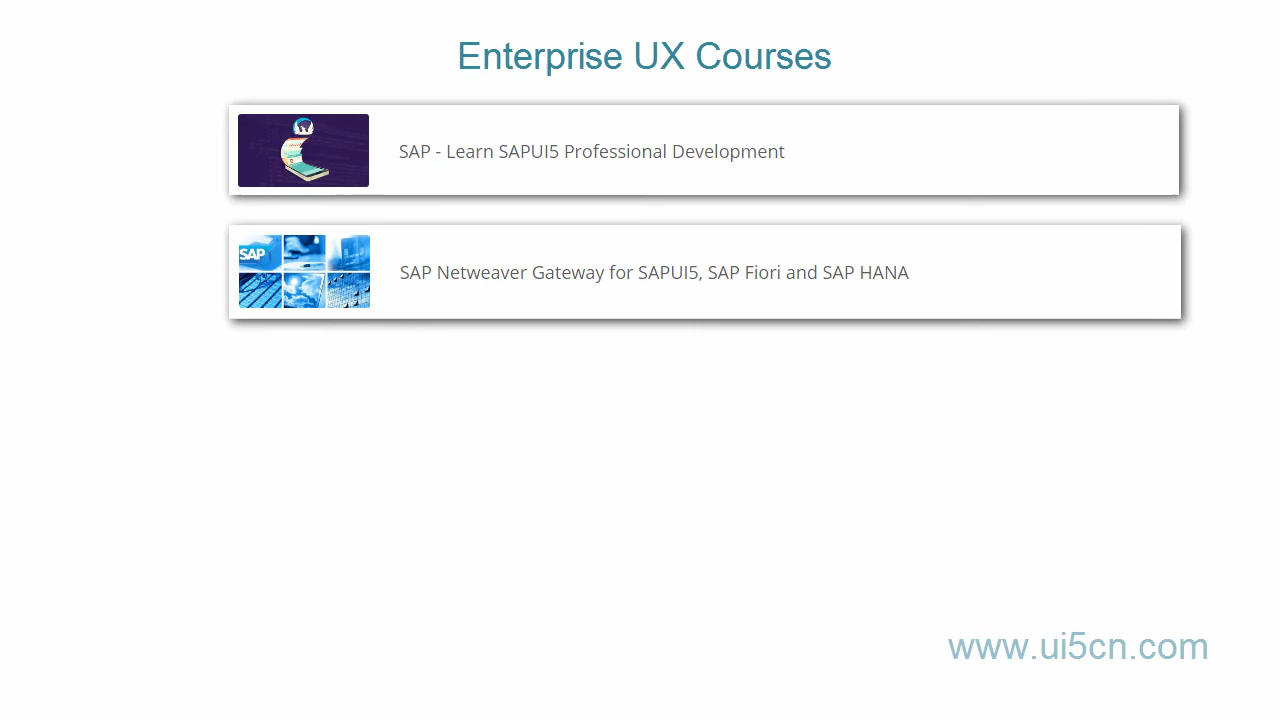 Enterprise UX Courses
SAP - Learn SAPUI5 Professional Development
SAP
SAP Netweaver Gateway for SAPUI5, SAP Fiori and SAP HANA
www.ui5cn.com